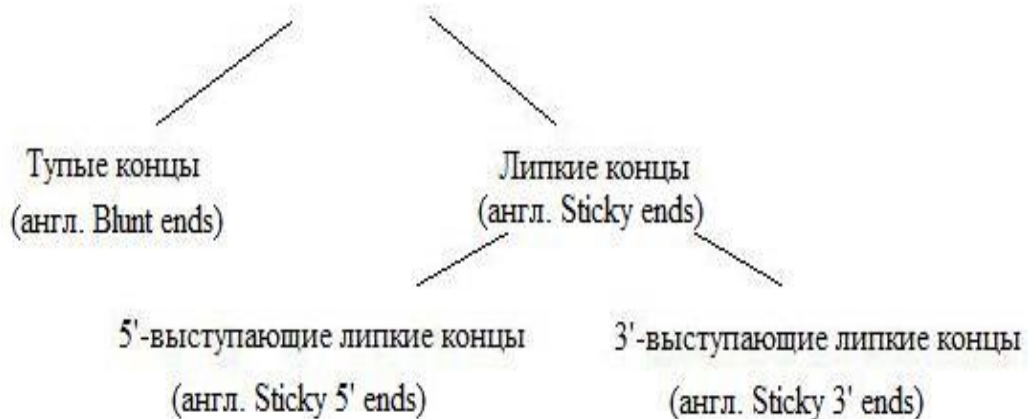 Тупые концы
(англ. Blunt ends)
Липкие концы
(англ. Sticky ends)
5'-выступающие липкие концы
(англ. Sticky 5' ends)
3'-выступающие липкие концы
(англ. Sticky 3' ends)